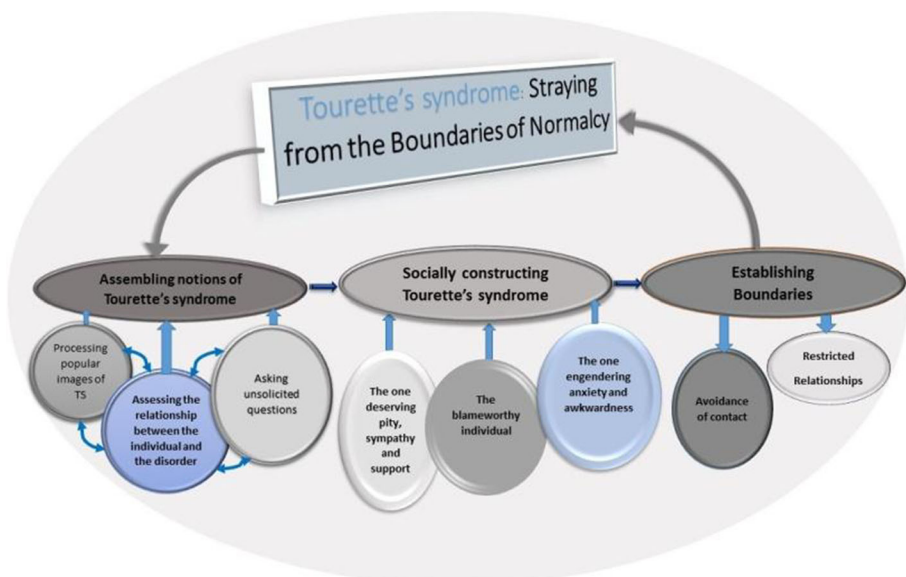 Tourette's syndrome: Straying
from the Boundaries of Normalcy
Assembling notions of
Tourette's syndrome
Socially constructing
Tourette's syndrome
Establishing
Boundaries
Processing
popular
images of
TS
Assessing the
relationship
between the
individual and
the disorder
Asking
unsolicited
questions
The one
deserving
pity,
sympathy
and
support
The
blameworthy
individual
The one
engendering
anxiety and
awkwardness
Avoidance
of contact
Restricted
Relationships